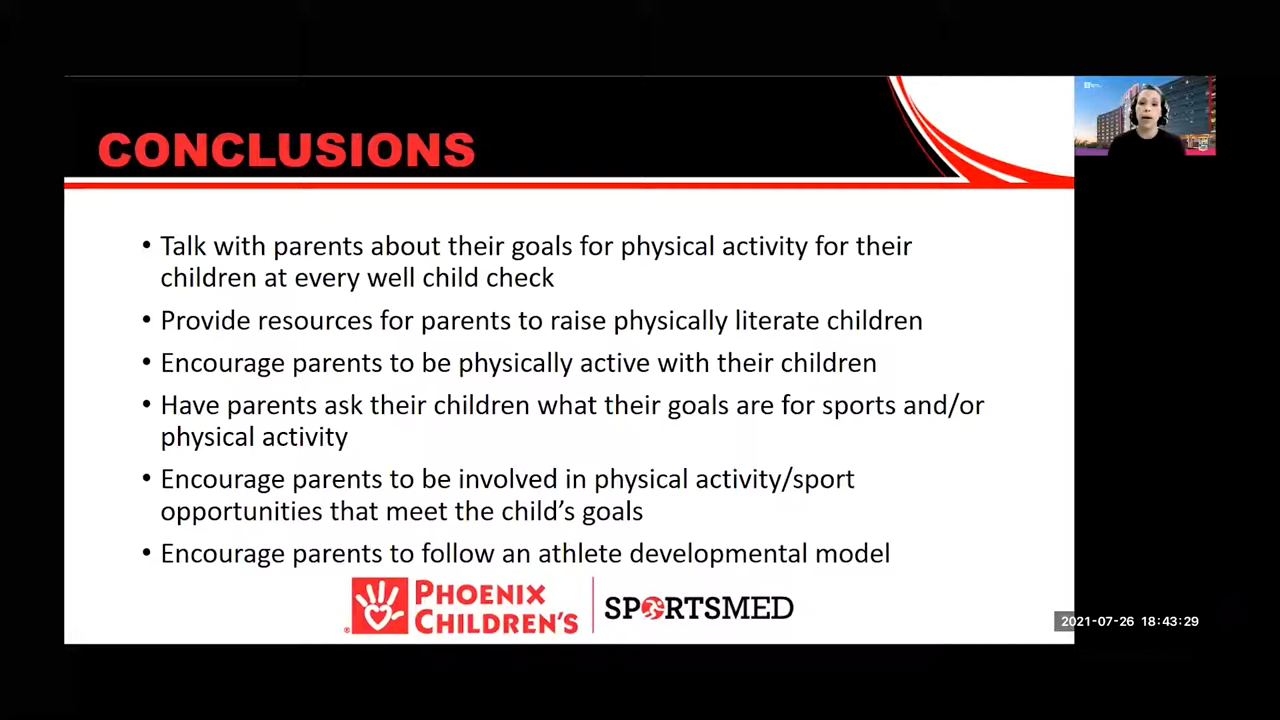 CONCLUSIONS
• Talk with parents about their goals for physical activity for their
children at every well child check
• Provide resources for parents to raise physically literate children
• Encourage parents to be physically active with their children
• Have parents ask their children what their goals are for sports and/or
physical activity
• Encourage parents to be involved in physical activity/sport
opportunities that meet the child's goals
• Encourage parents to follow an athlete developmental model
PHOENIX
CHILDREN'S
®
SPORTSMED
2021-07-26 18:43:29